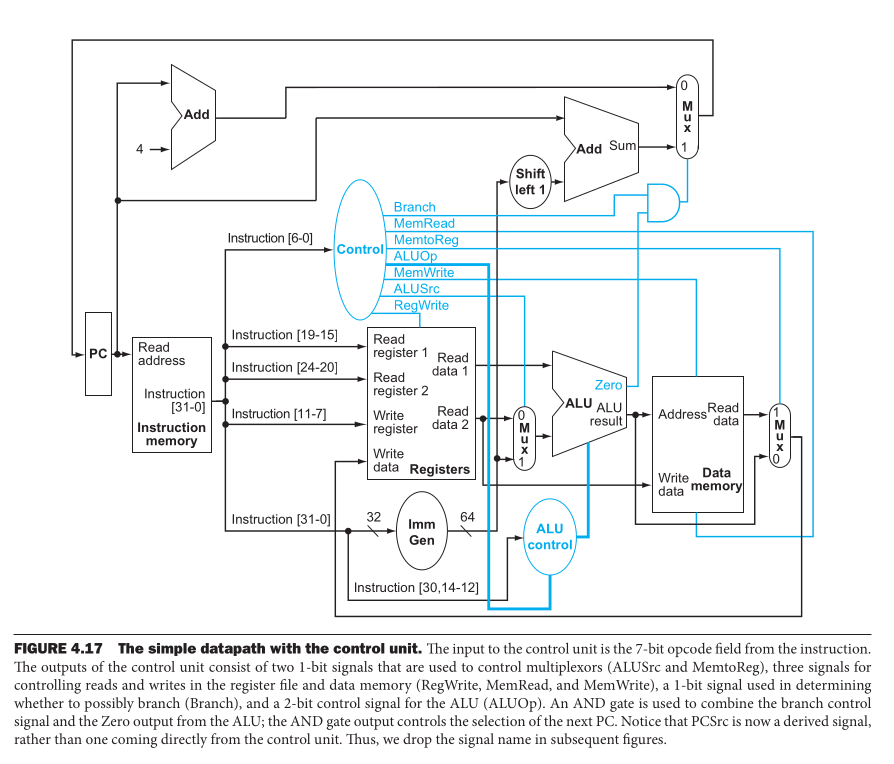 Add
4
0
M
u
x
1
Add Sum
Shift
left 1
Branch
MemRead
MemtoReg
ALUOp
MemWrite
ALUSrc
RegWrite
Control
Instruction [6-0]
Instruction [19-15]
Instruction [24-20]
Instruction [11-7]
Instruction [31-0]
PC
Read
address
Instruction
[31-0]
Instruction
memory
Read
register 1
Read
register 2
Write
register
Write
data
Read
data 1
Read
data 2
Registers
0
M
u
x
1
Zero
ALU
ALU
result
Address
Read
data
Write
data
Data
memory
1
M
u
x
0
32
Imm
Gen
64
ALU
control
Instruction [30,14-12]
FIGURE 4.17 The simple datapath with the control unit. The input to the control unit is the 7-bit opcode field from the instruction.
The outputs of the control unit consist of two 1-bit signals that are used to control multiplexors (ALUSrc and MemtoReg), three signals for
controlling reads and writes in the register file and data memory (RegWrite, MemRead, and MemWrite), a 1-bit signal used in determining
whether to possibly branch (Branch), and a 2-bit control signal for the ALU (ALUOp). An AND gate is used to combine the branch control
signal and the Zero output from the ALU; the AND gate output controls the selection of the next PC. Notice that PCSrc is now a derived signal,
rather than one coming directly from the control unit. Thus, we drop the signal name in subsequent figures.